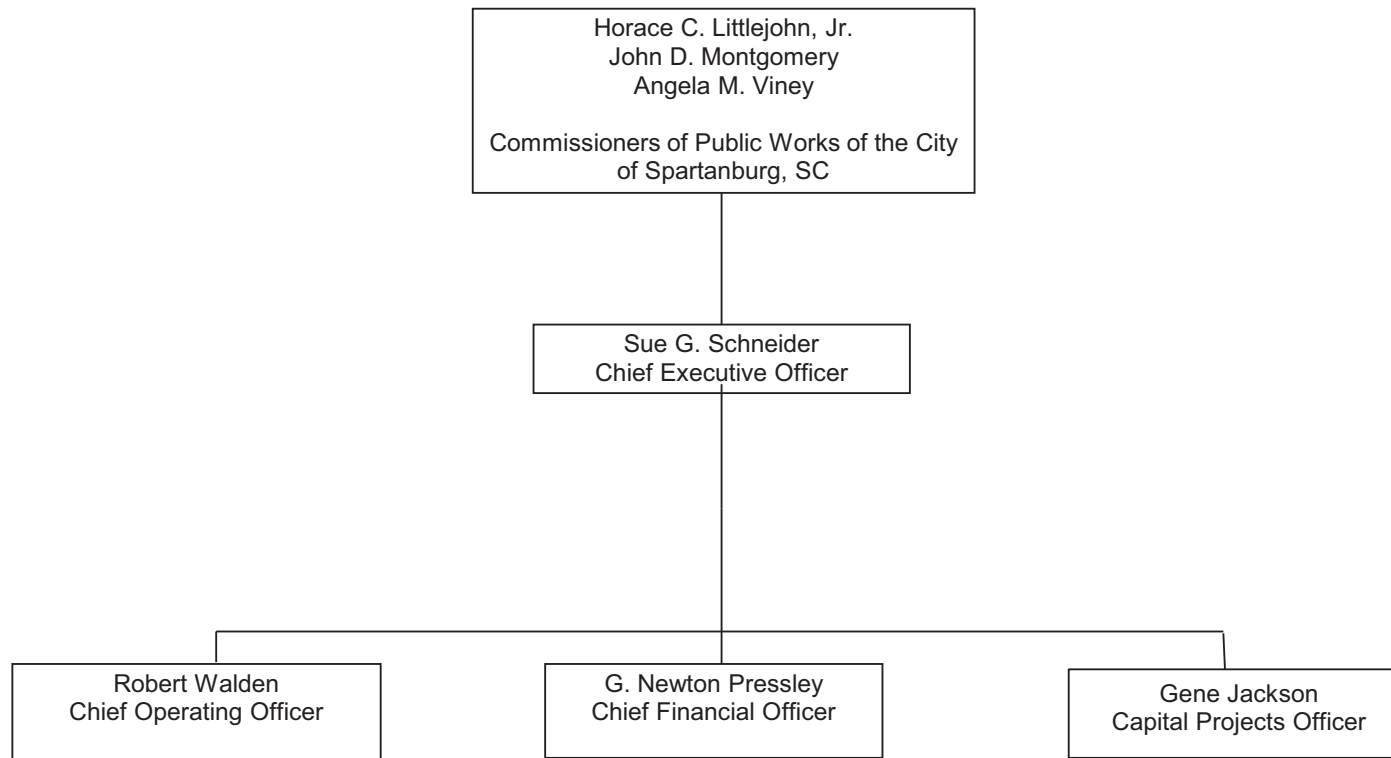 Horace C. Littlejohn, Jr.
John D. Montgomery
Angela M. Viney
Commissioners of Public Works of the City
of Spartanburg, SC
Sue G. Schneider
Chief Executive Officer
Robert Walden
Chief Operating Officer
G. Newton Pressley
Chief Financial Officer
Gene Jackson
Capital Projects Officer